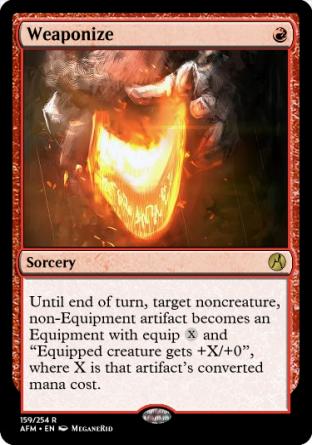 Weaponize
Sorcery
Until end of turn, target noncreature,
non-Equipment artifact becomes an
Equipment with equip X and
“Equipped creature gets +X/+0”,
where X is that artifact’s converted
mana cost.
159/254 R
AFM • EN MeganeRid